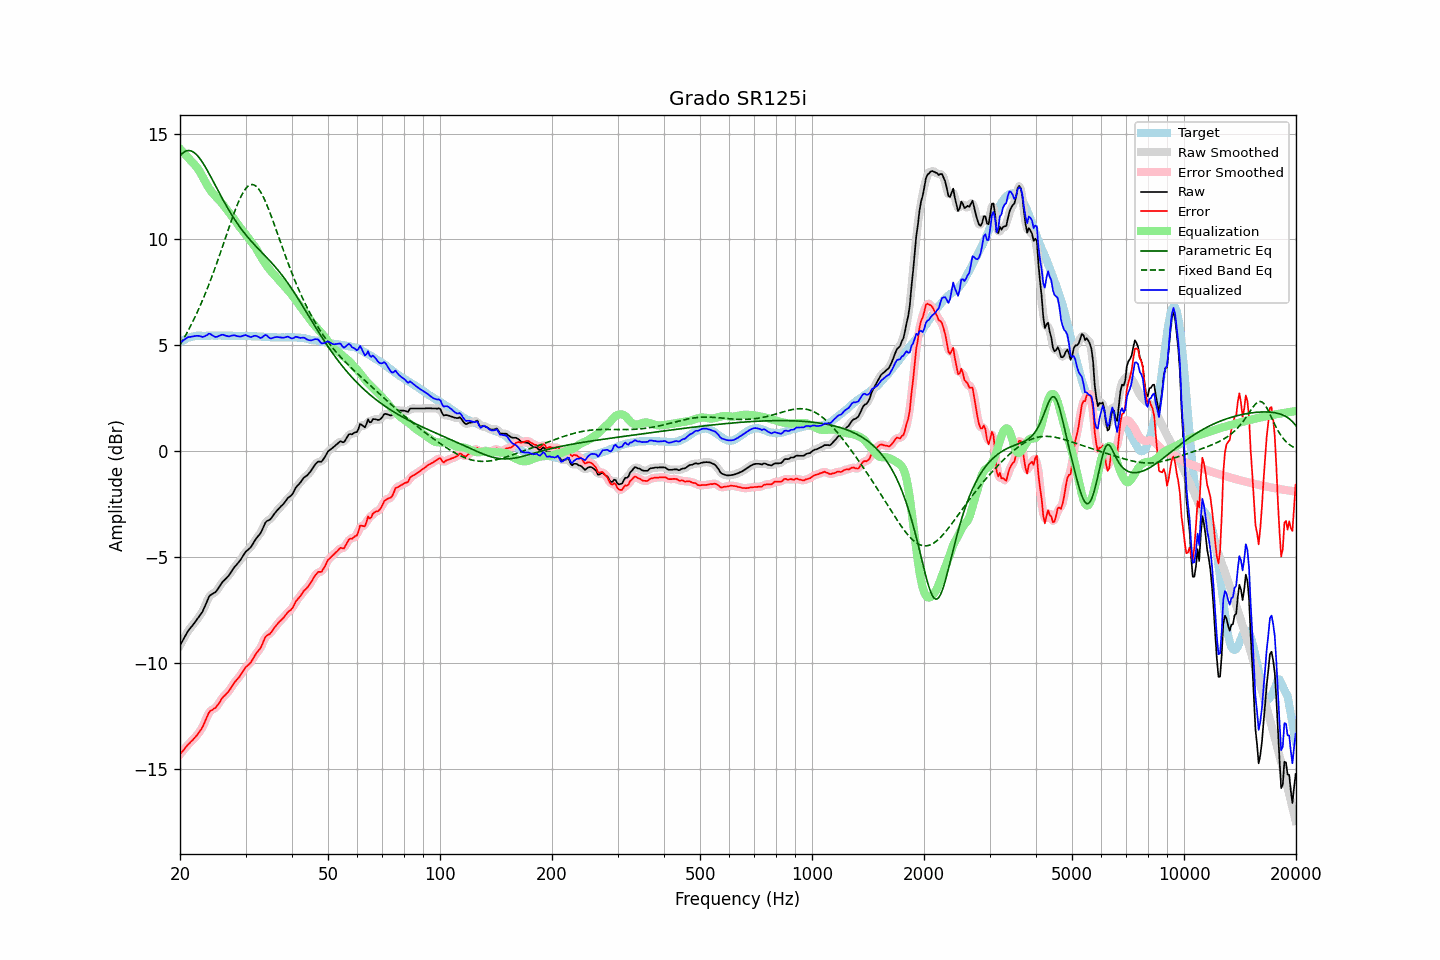 Grado SR125i
Target
Raw Smoothed
Error Smoothed
Raw
Error
Equalization
Parametric Eq
Fixed Band Eq
Equalized
15
10
5
0
−5
−10
−15
Amplitude (dBr)
20 50 100 200 500 1000 2000 5000 10000 20000
Frequency (Hz)